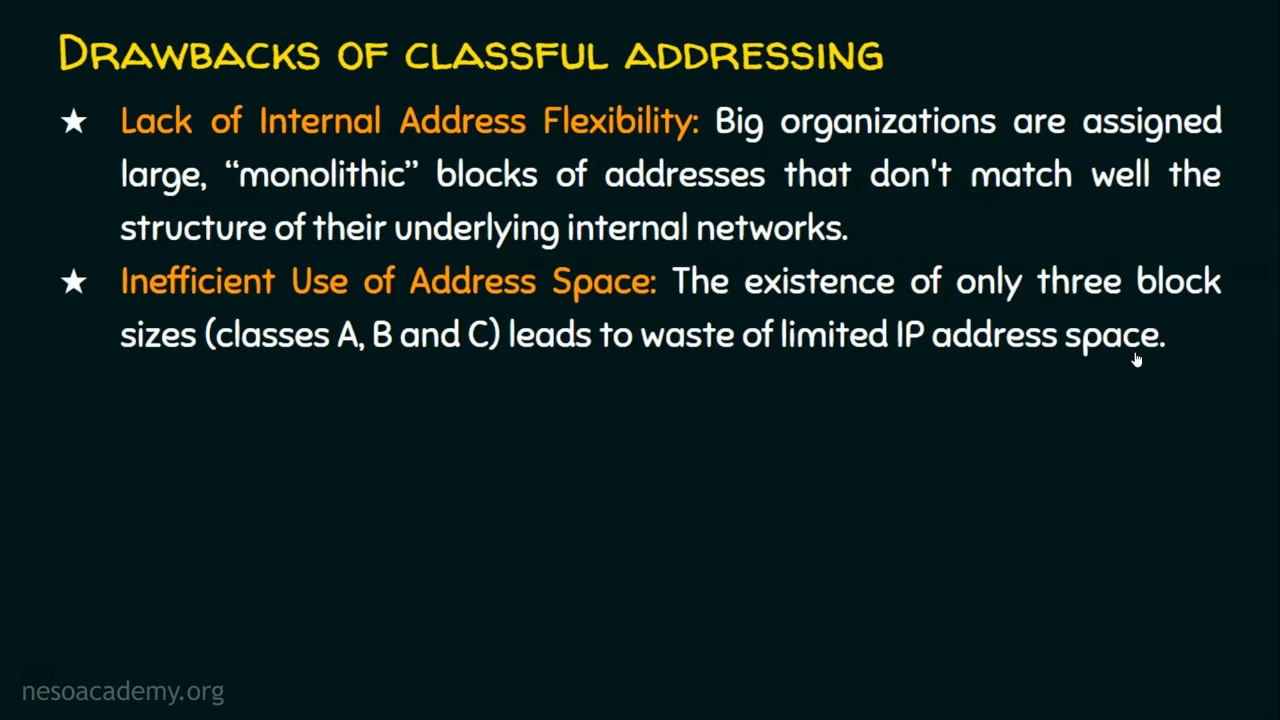 DRAWBACKS OF CLASSFUL ADDRESSING
★ Lack of Internal Address Flexibility: Big organizations are assigned
large, “monolithic” blocks of addresses that don't match well the
structure of their underlying internal networks.
★ Inefficient Use of Address Space: The existence of only three block
sizes (classes A, B and C) leads to waste of limited IP address space.
nesoacademy.org